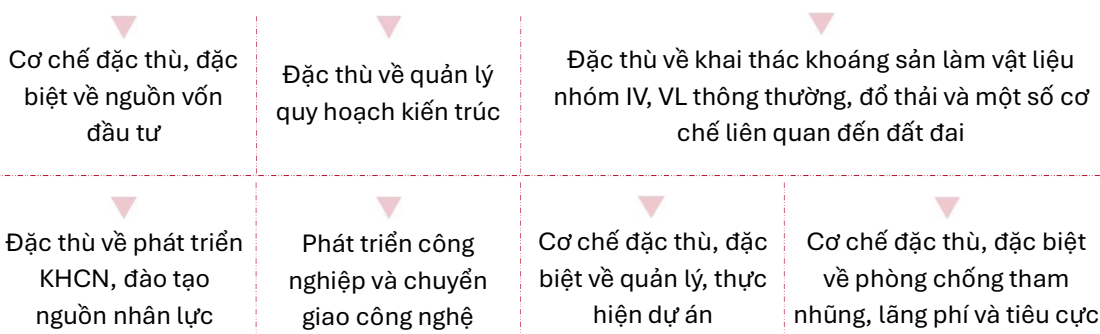 Cơ chế đặc thù, đặc
biệt về nguồn vốn
đầu tư
Đặc thù về quản lý
quy hoạch kiến trúc
Đặc thù về khai thác khoáng sản làm vật liệu
nhóm IV, VL thông thường, đổ thải và một số cơ
chế liên quan đến đất đai
Đặc thù về phát triển
KHCN, đào tạo
nguồn nhân lực
Phát triển công
nghiệp và chuyển
giao công nghệ
Cơ chế đặc thù, đặc
biệt về quản lý, thực
hiện dự án
Cơ chế đặc thù, đặc biệt
về phòng chống tham
nhũng, lãng phí và tiêu cực